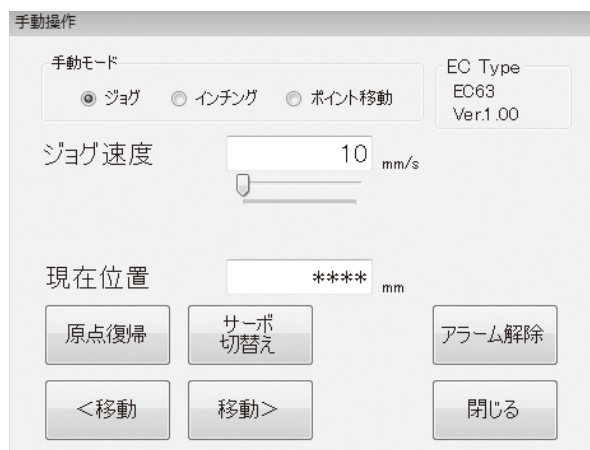 手動操作
手動モード
ジョグ インチング ポイント移動
EC Type
EC63
Ver.1.00
ジョグ速度 10 mm/s
現在位置 **** mm
原点復帰
サーボ
切替え
アラーム解除
<移動
移動>
閉じる